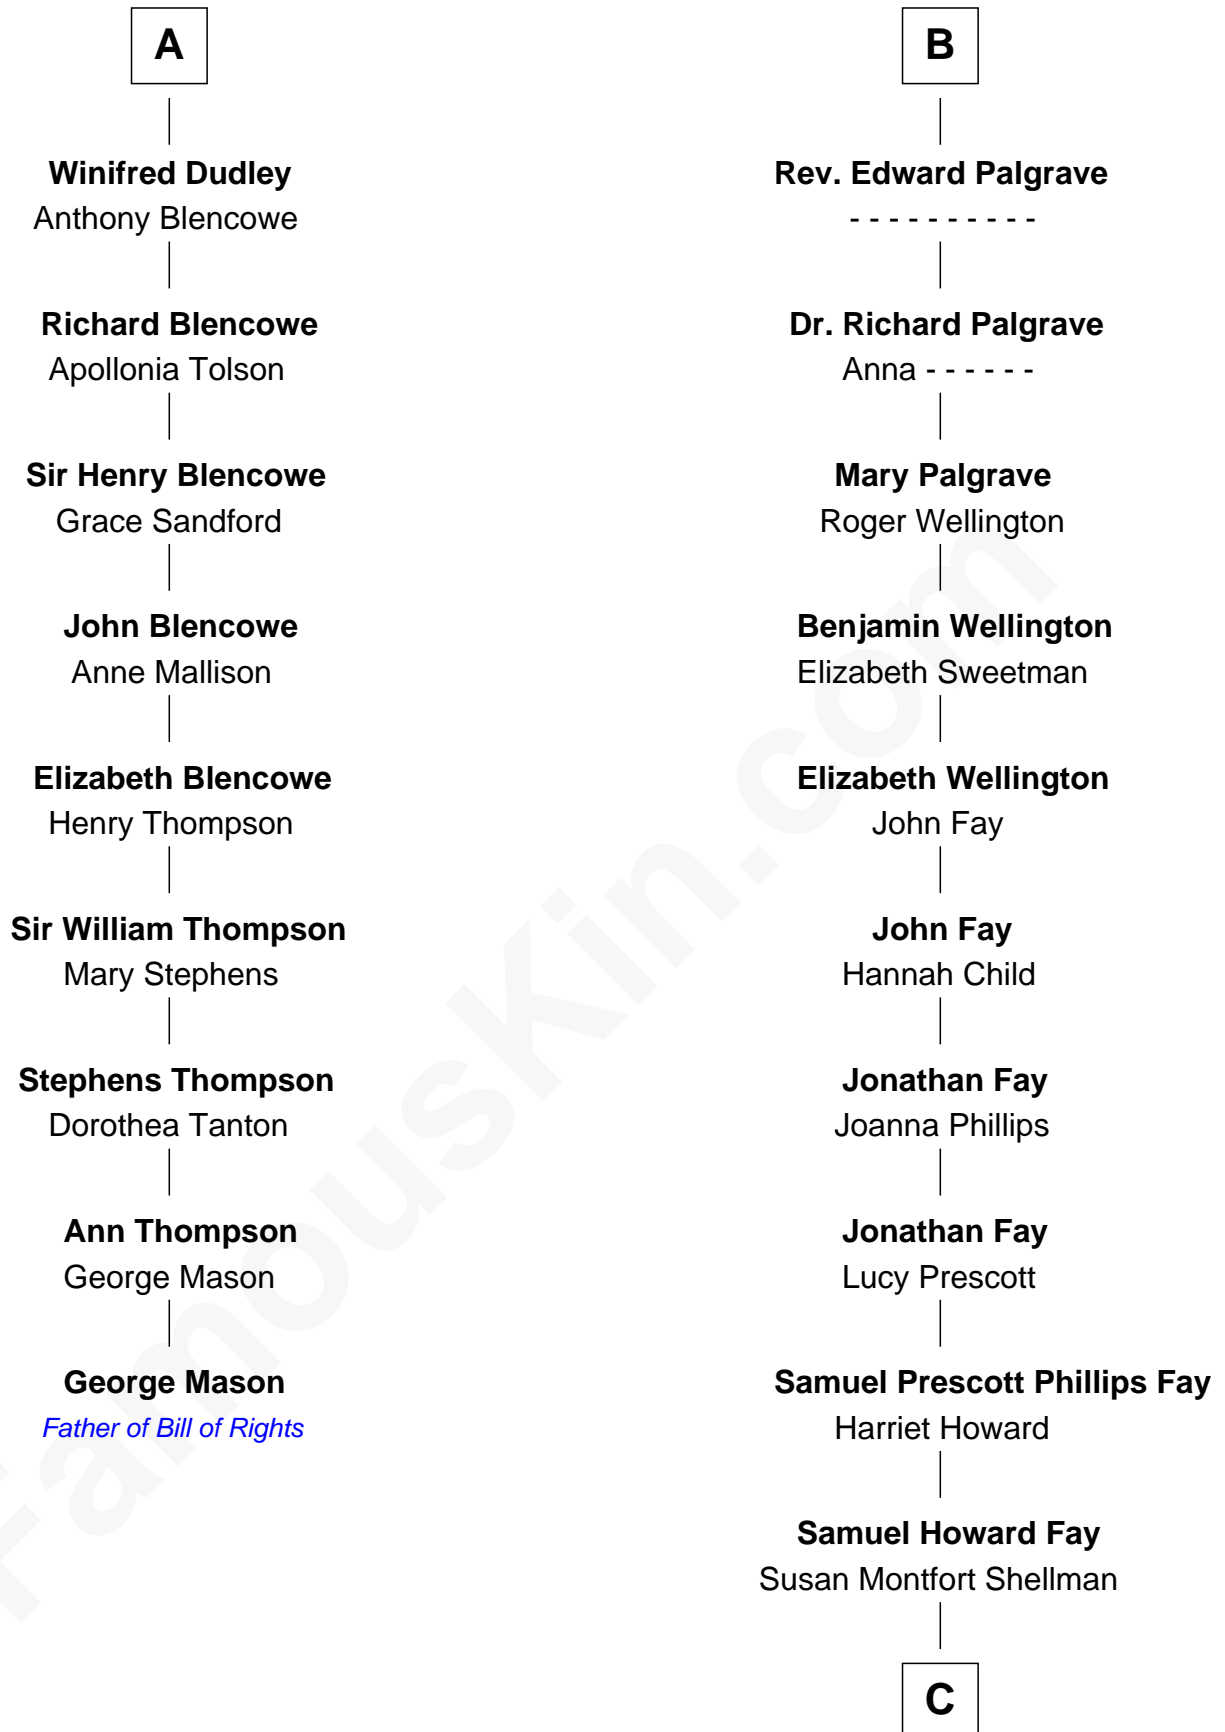 A
Winifred Dudley
Anthony Blencowe
Richard Blencowe
Apollonia Tolson
Sir Henry Blencowe
Grace Sandford
John Blencowe
Anne Mallison
Elizabeth Blencowe
Henry Thompson
Sir William Thompson
Mary Stephens
Stephens Thompson
Dorothea Tanton
Ann Thompson
George Mason
George Mason
Father of Bill of Rights
B
Rev. Edward Palgrave
- - - - - - - - - -
Dr. Richard Palgrave
Anna - - - - - -
Mary Palgrave
Roger Wellington
Benjamin Wellington
Elizabeth Sweetman
Elizabeth Wellington
John Fay
John Fay
Hannah Child
Jonathan Fay
Joanna Phillips
Jonathan Fay
Lucy Prescott
Samuel Prescott Phillips Fay
Harriet Howard
Samuel Howard Fay
Susan Montfort Shellman
C
FamousKin.com